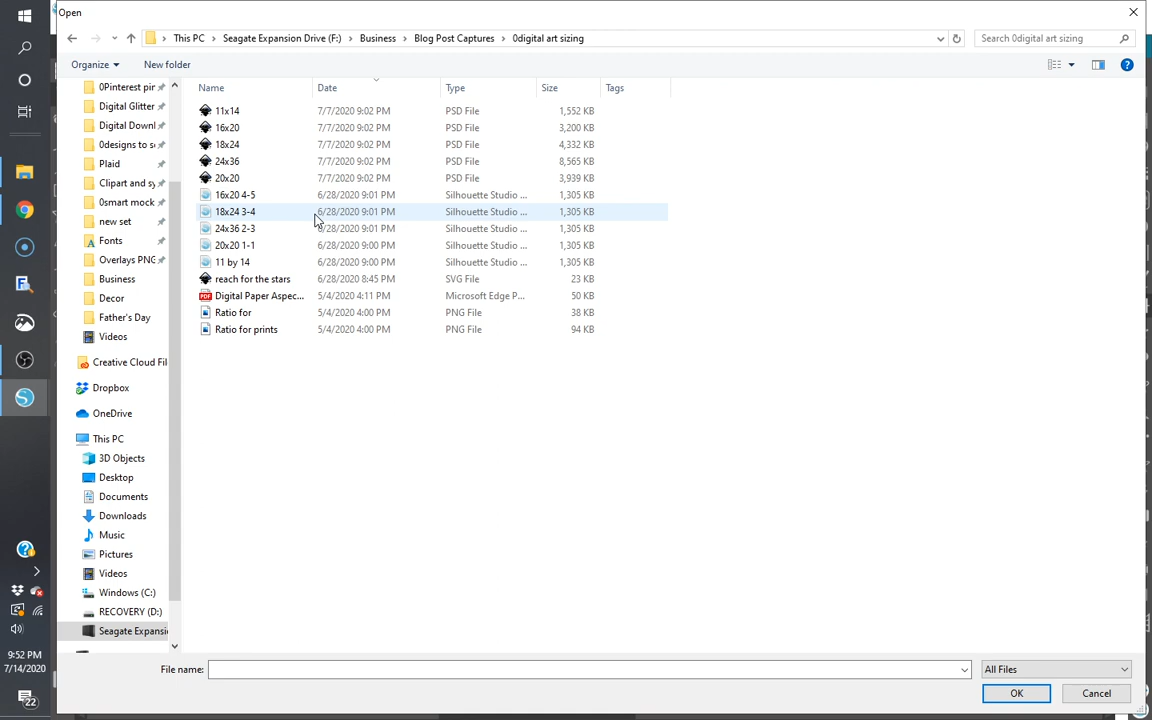 Open
This PC > Seagate Expansion Drive (F:) > Business > Blog Post Captures > 0digital art sizing
Search 0digital art sizing
Organize
New folder
Name Date Type Size Tags
11x14 7/7/2020 9:02 PM PSD File 1,552 KB
16x20 7/7/2020 9:02 PM PSD File 3,200 KB
18x24 7/7/2020 9:02 PM PSD File 4,332 KB
24x36 7/7/2020 9:02 PM PSD File 8,565 KB
20x20 7/7/2020 9:02 PM PSD File 3,939 KB
16x20 4-5 6/28/2020 9:01 PM Silhouette Studio ... 1,305 KB
18x24 3-4 6/28/2020 9:01 PM Silhouette Studio ... 1,305 KB
24x36 2-3 6/28/2020 9:01 PM Silhouette Studio ... 1,305 KB
20x20 1-1 6/28/2020 9:00 PM Silhouette Studio ... 1,305 KB
11 by 14 6/28/2020 9:00 PM Silhouette Studio ... 1,305 KB
reach for the stars 6/28/2020 8:45 PM SVG File 23 KB
Digital Paper Aspec... 5/4/2020 4:11 PM Microsoft Edge P... 50 KB
Ratio for 5/4/2020 4:00 PM PNG File 38 KB
Ratio for prints 5/4/2020 4:00 PM PNG File 94 KB
0Pinterest pir
Digital Glitter
Digital Downl
0designs to s
Plaid
Clipart and sy
0smart mock
new set
Fonts
Overlays PNG
Business
Decor
Father's Day
Videos
Creative Cloud Fil
Dropbox
OneDrive
This PC
3D Objects
Desktop
Documents
Downloads
Music
Pictures
Videos
Windows (C:)
RECOVERY (D:)
Seagate Expansi
File name:
All Files
OK
Cancel
9:52 PM
7/14/2020
22